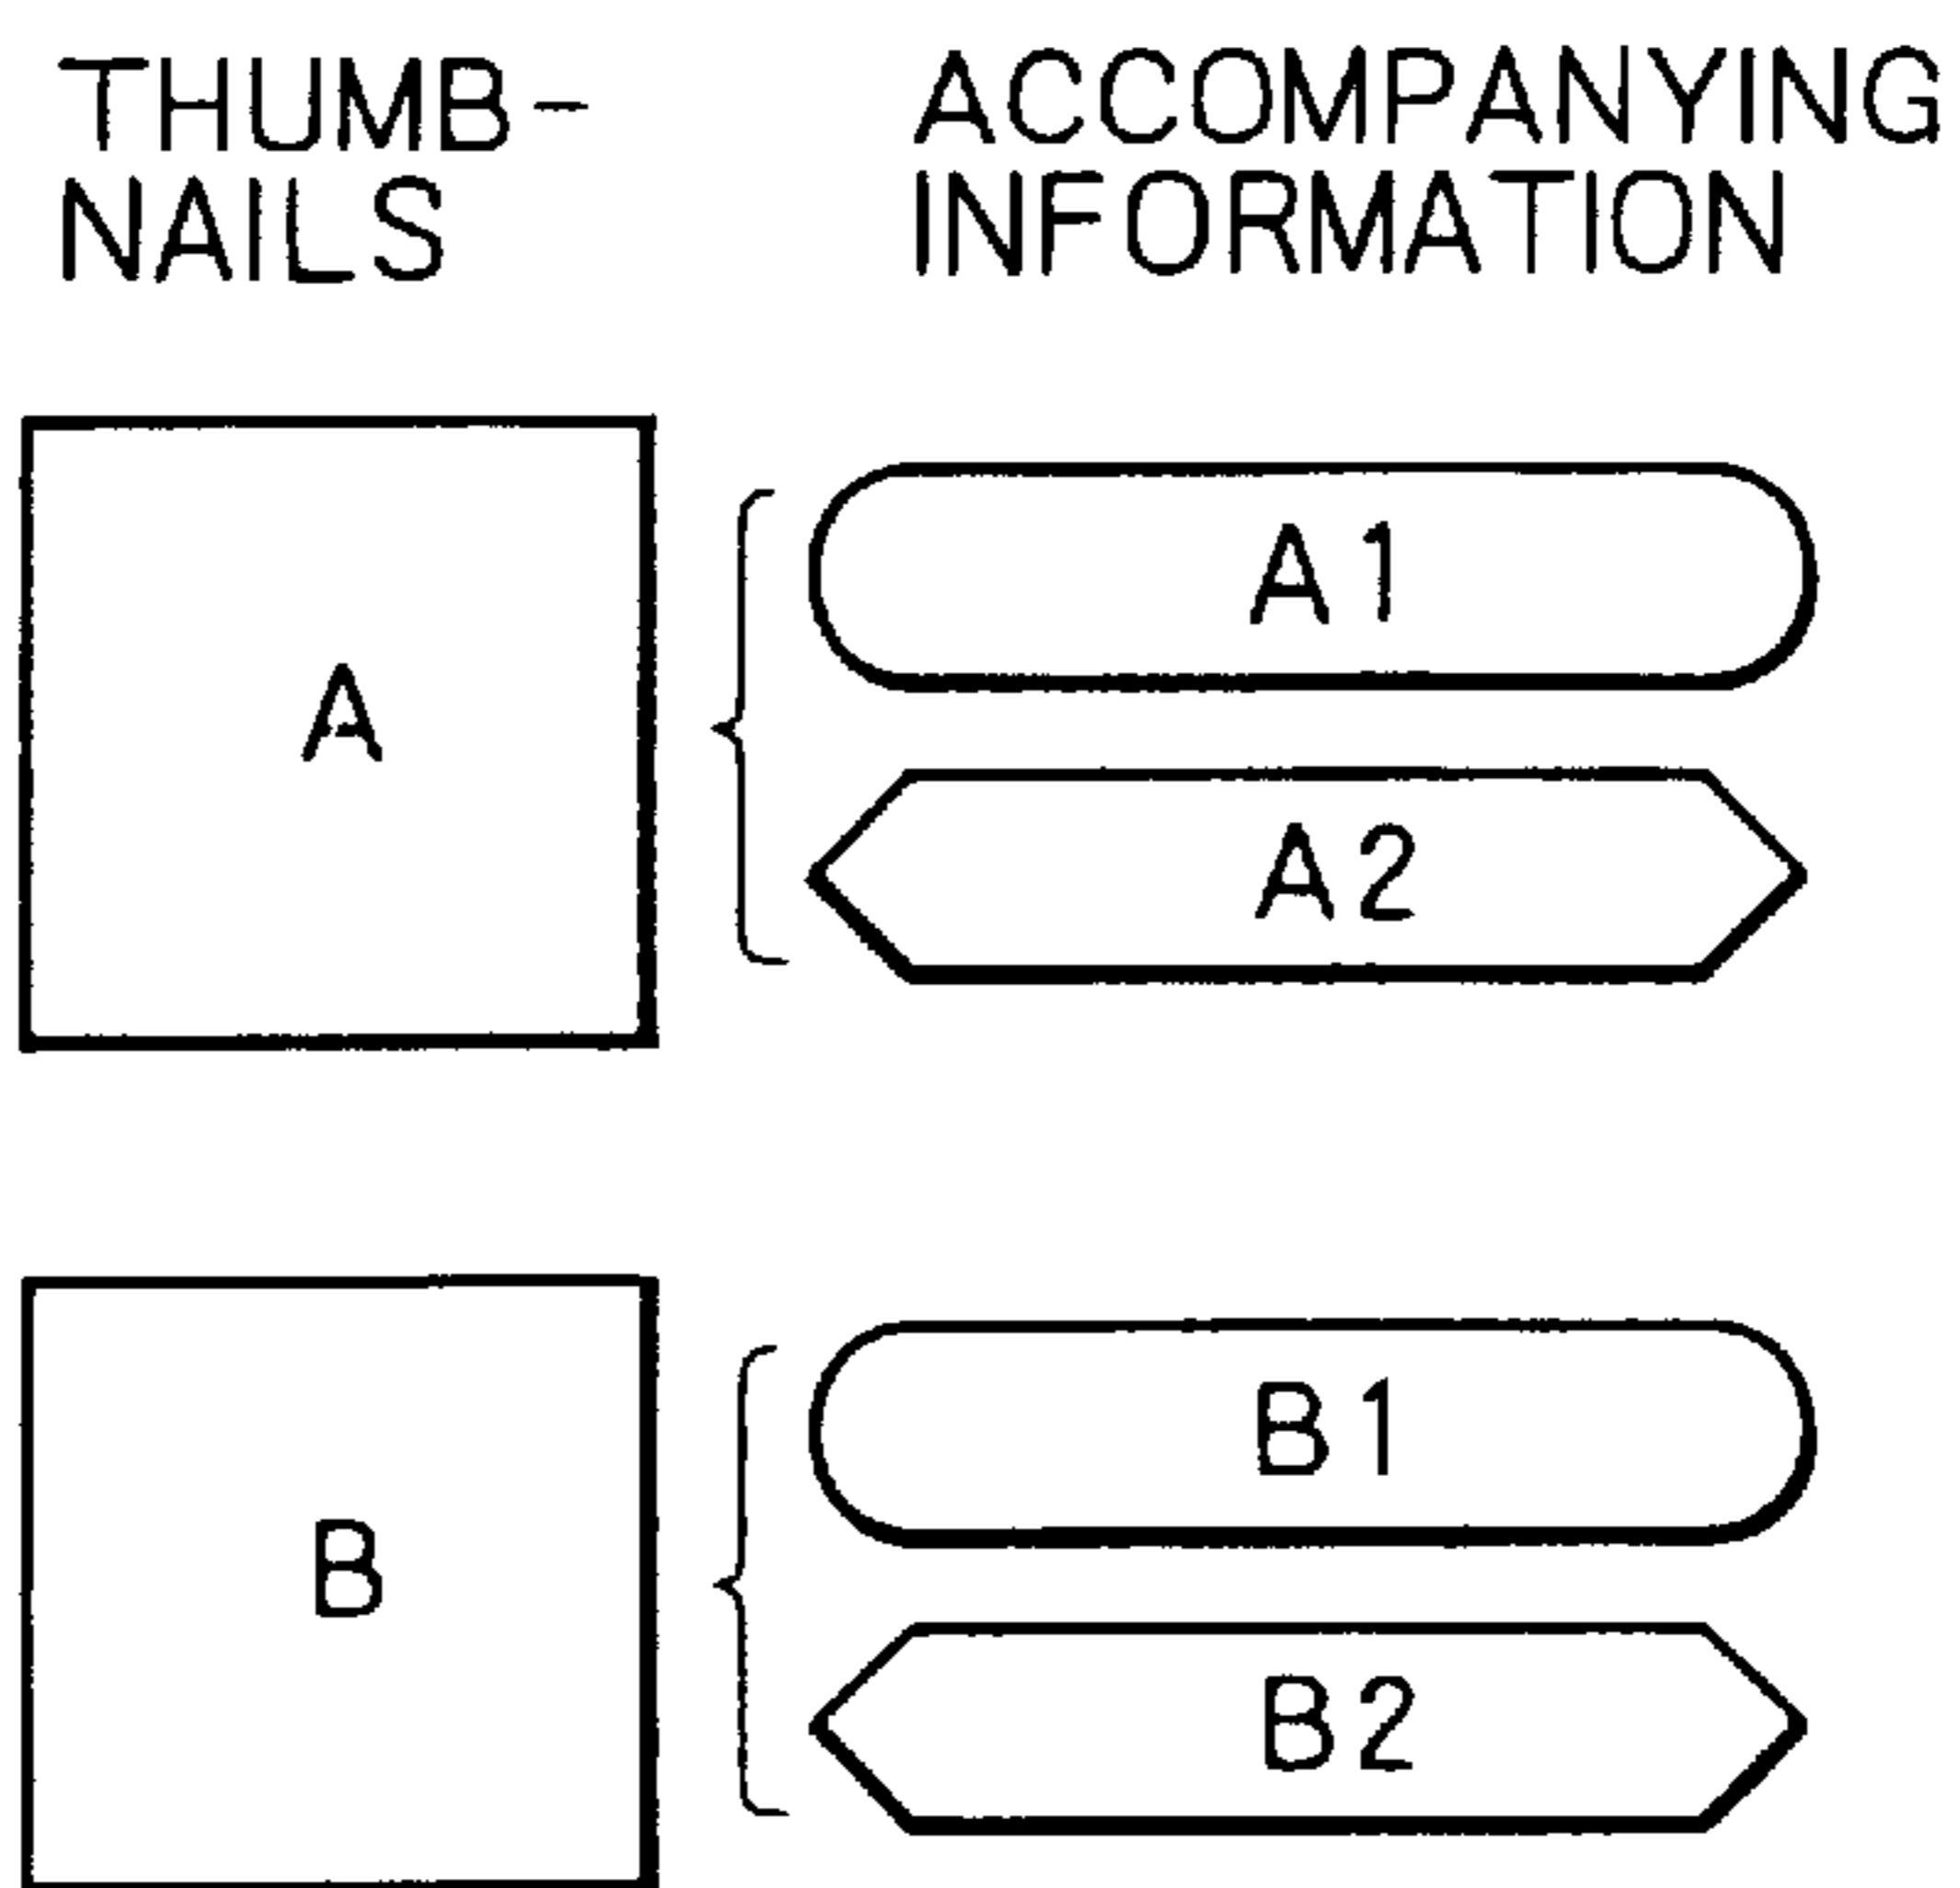 THUMB-
NAILS
ACCOMPANYING
INFORMATION
A
A1
A2
B
B1
B2